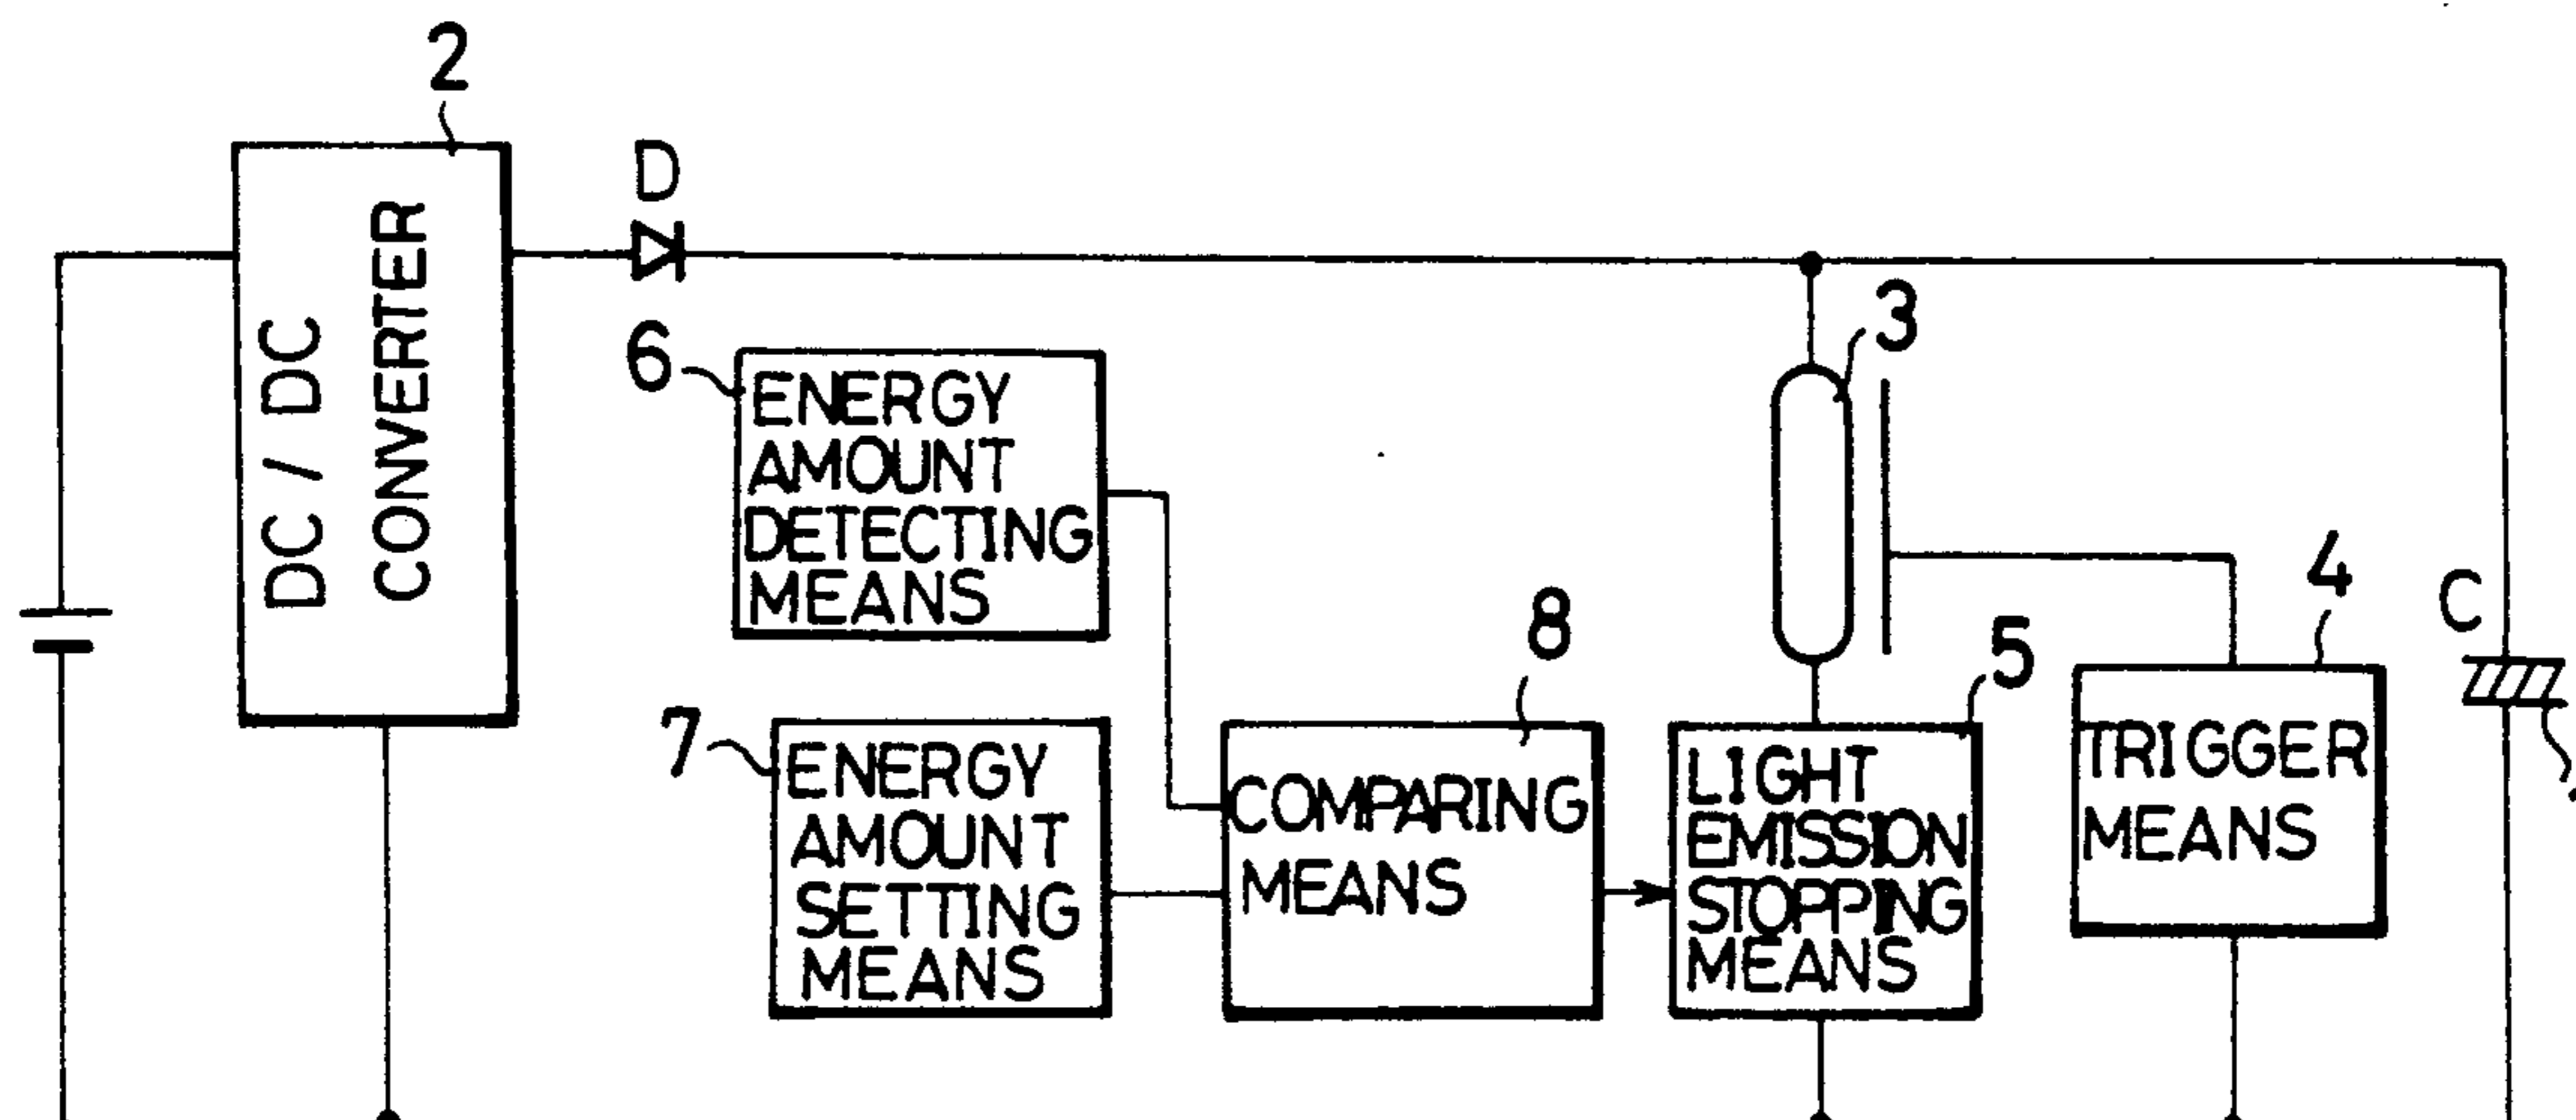 2
DC / DC
CONVERTER
D
6
ENERGY
AMOUNT
DETECTING
MEANS
3
7
ENERGY
AMOUNT
SETTING
MEANS
8
COMPARING
MEANS
5
LIGHT
EMISSION
STOPPING
MEANS
4
TRIGGER
MEANS
C